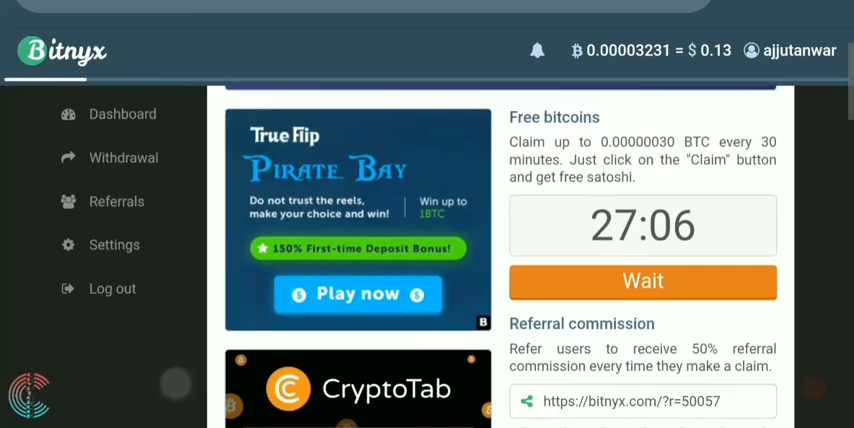 Bitnyx
₿ 0.00003231 = $ 0.13
ajjutanwar
Dashboard
Withdrawal
Referrals
Settings
Log out
True Flip
PIRATE BAY
Do not trust the reels,
make your choice and win!
Win up to
1BTC
150% First-time Deposit Bonus!
Play now
B
CryptoTab
Free bitcoins
Claim up to 0.00000030 BTC every 30
minutes. Just click on the "Claim" button
and get free satoshi.
27:06
Wait
Referral commission
Refer users to receive 50% referral
commission every time they make a claim.
https://bitnyx.com/?r=50057